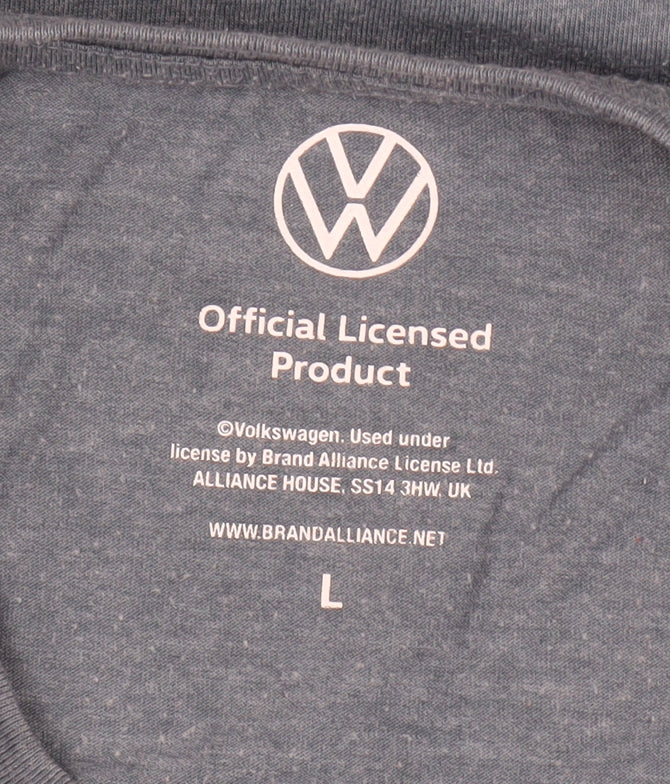 VW
Official Licensed
Product
©Volkswagen. Used under
license by Brand Alliance License Ltd.
ALLIANCE HOUSE, SS14 3HW, UK
WWW.BRANDALLIANCE.NET
L